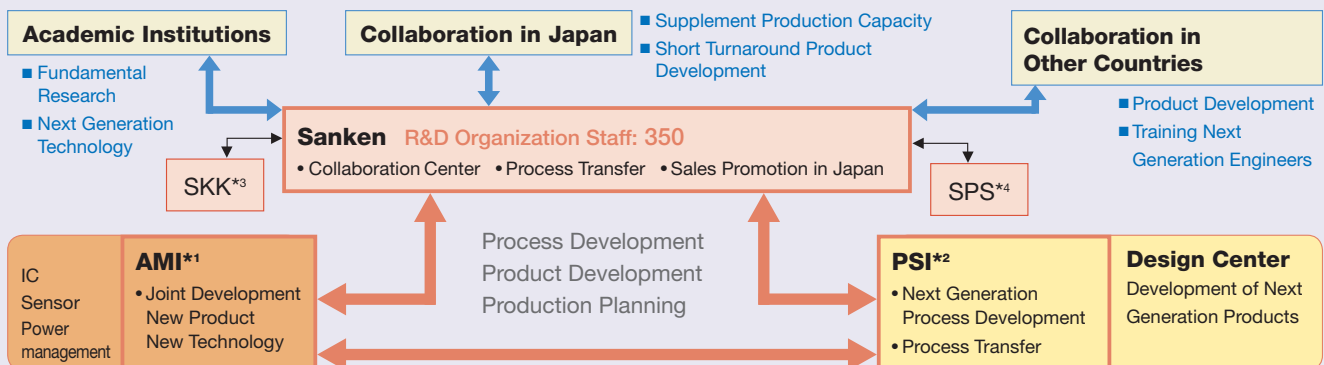 Academic Institutions
■ Fundamental
Research
■ Next Generation
Technology
Collaboration in Japan
■ Supplement Production Capacity
■ Short Turnaround Product
Development
Collaboration in
Other Countries
■ Product Development
■ Training Next
Generation Engineers
Sanken R&D Organization Staff: 350
• Collaboration Center • Process Transfer • Sales Promotion in Japan
SKK*3
SPS*4
Process Development
Product Development
Production Planning
IC
Sensor
Power
management
AMI*1
• Joint Development
New Product
New Technology
PSI*2
• Next Generation
Process Development
• Process Transfer
Design Center
Development of Next
Generation Products